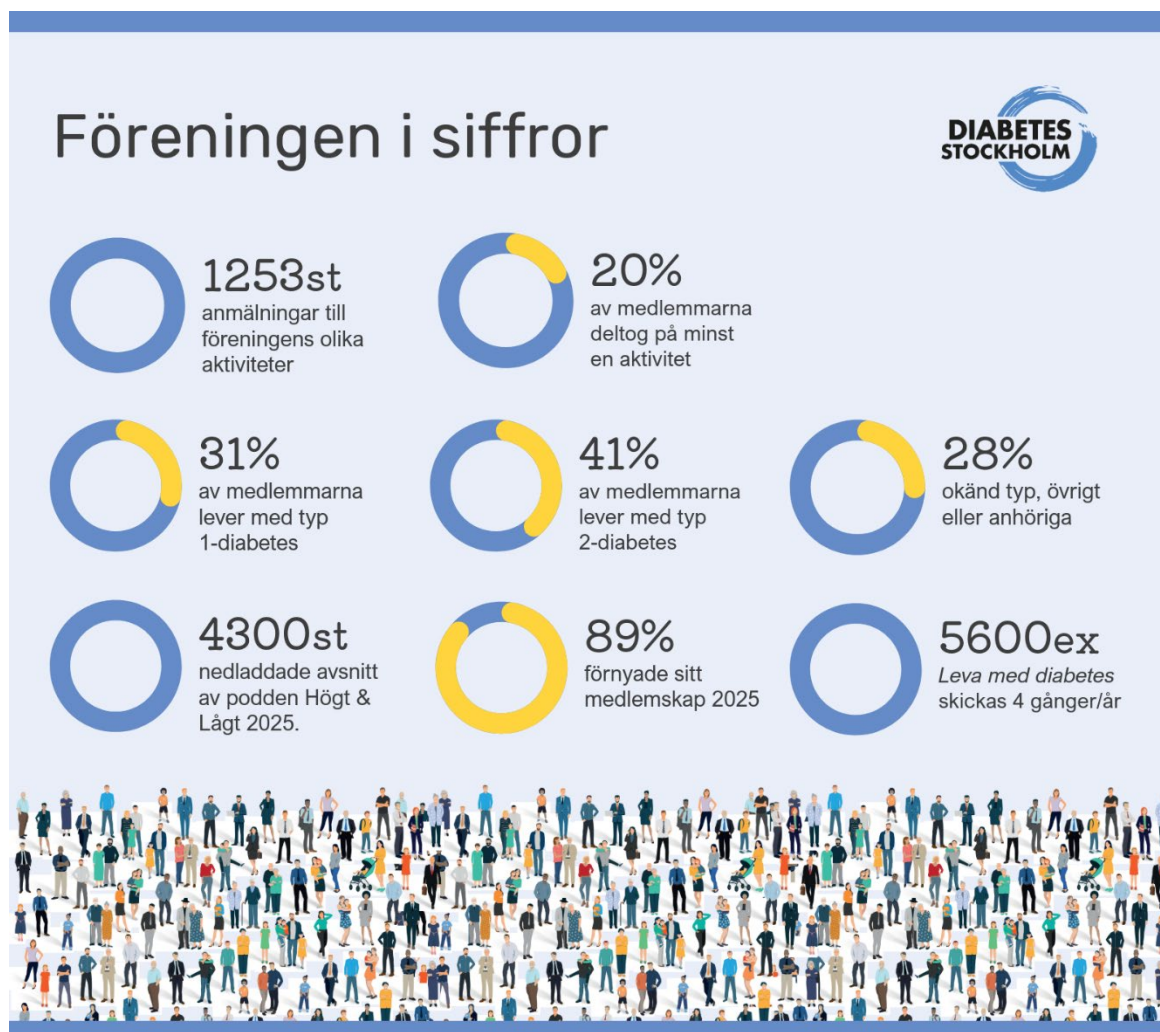 Föreningen i siffror
DIABETES
STOCKHOLM
1253st
anmälningar till
föreningens olika
aktiviteter
20%
av medlemmarna
deltog på minst
en aktivitet
31%
av medlemmarna
lever med typ
1-diabetes
41%
av medlemmarna
lever med typ
2-diabetes
28%
okänd typ, övrigt
eller anhöriga
4300st
nedladdade avsnitt
av podden Högt &
Lågt 2025.
89%
förnyade sitt
medlemskap 2025
5600ex
Leva med diabetes
skickas 4 gånger/år